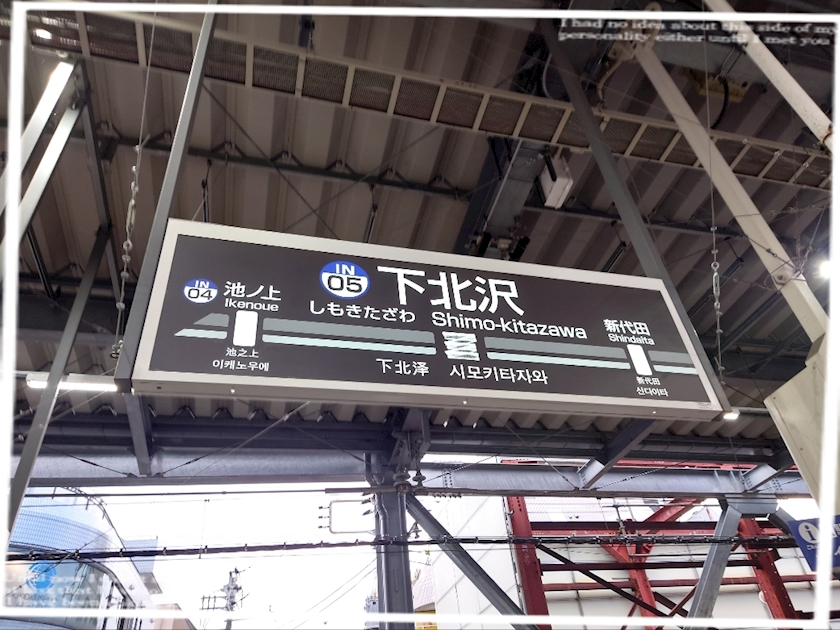 I had no idea about this side of my
personality either until I met you
IN
05
下北沢
しもきたざわ
Shimo-kitazawa
IN
04
池ノ上
Ikenoue
新代田
Shindaita
池之上
이케노우에
下北泽
시모키타자와
新代田
신다이타